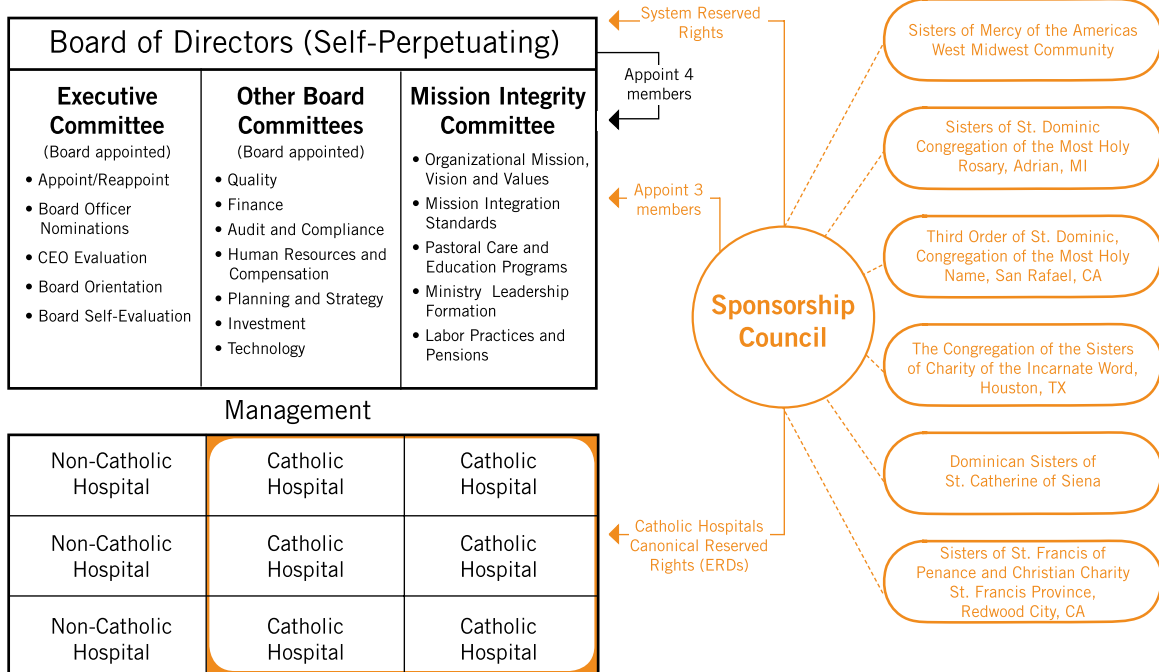 Board of Directors (Self-Perpetuating)
Executive
Committee
(Board appointed)
• Appoint/Reappoint
• Board Officer
Nominations
• CEO Evaluation
• Board Orientation
• Board Self-Evaluation
Other Board
Committees
(Board appointed)
• Quality
• Finance
• Audit and Compliance
• Human Resources and
Compensation
• Planning and Strategy
• Investment
• Technology
Mission Integrity
Committee
• Organizational Mission,
Vision and Values
• Mission Integration
Standards
• Pastoral Care and
Education Programs
• Ministry Leadership
Formation
• Labor Practices and
Pensions
Appoint 4
members
System Reserved
Rights
Appoint 3
members
Sponsorship
Council
Catholic Hospitals
Canonical Reserved
Rights (ERDs)
Sisters of Mercy of the Americas
West Midwest Community
Sisters of St. Dominic
Congregation of the Most Holy
Rosary, Adrian, MI
Third Order of St. Dominic,
Congregation of the Most Holy
Name, San Rafael, CA
The Congregation of the Sisters
of Charity of the Incarnate Word,
Houston, TX
Dominican Sisters of
St. Catherine of Siena
Sisters of St. Francis of
Penance and Christian Charity
St. Francis Province,
Redwood City, CA
Management
Non-Catholic
Hospital
Catholic
Hospital
Catholic
Hospital
Non-Catholic
Hospital
Catholic
Hospital
Catholic
Hospital
Non-Catholic
Hospital
Catholic
Hospital
Catholic
Hospital